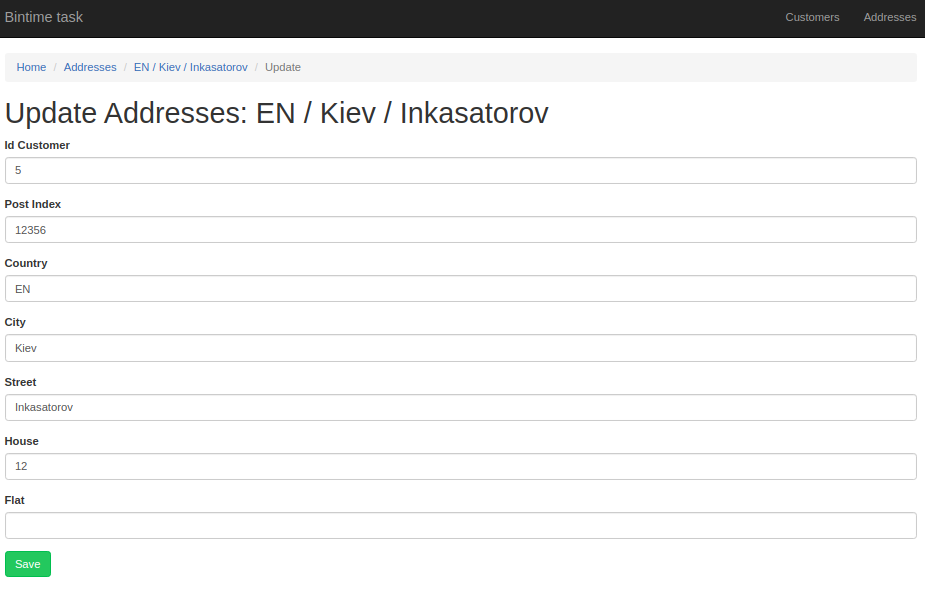 Bintime task Customers Addresses
Home / Addresses / EN / Kiev / Inkasatorov / Update
Update Addresses: EN / Kiev / Inkasatorov
Id Customer
5
Post Index
12356
Country
EN
City
Kiev
Street
Inkasatorov
House
12
Flat
Save